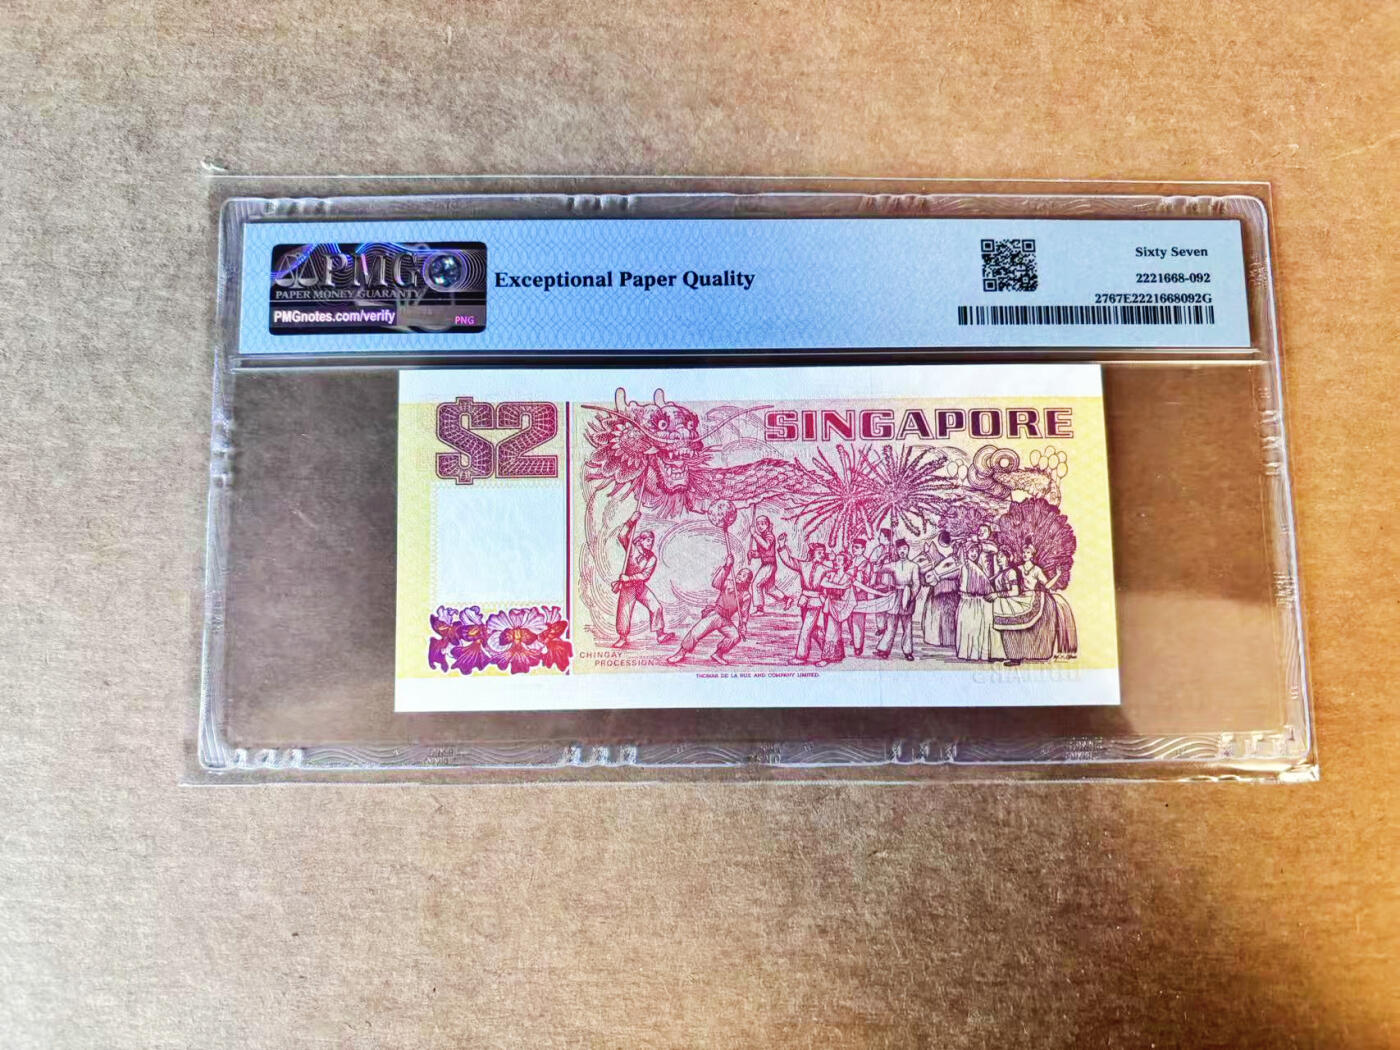 PMG
PAPER MONEY GUARANTY
PMGnotes.com/verify
PNG
Exceptional Paper Quality
Sixty Seven
2221668-092
2767E2221668092G
$2
SINGAPORE
CHINGAY
PROCESSION
THOMAS DE LA RUE AND COMPANY LIMITED.